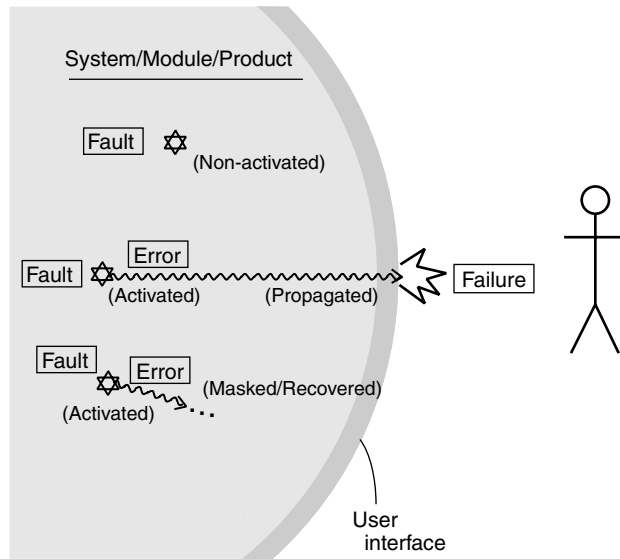 System/Module/Product
Fault
(Non-activated)
Error
Fault
(Activated)
(Propagated)
Failure
Fault
Error
(Masked/Recovered)
(Activated)
...
User
interface